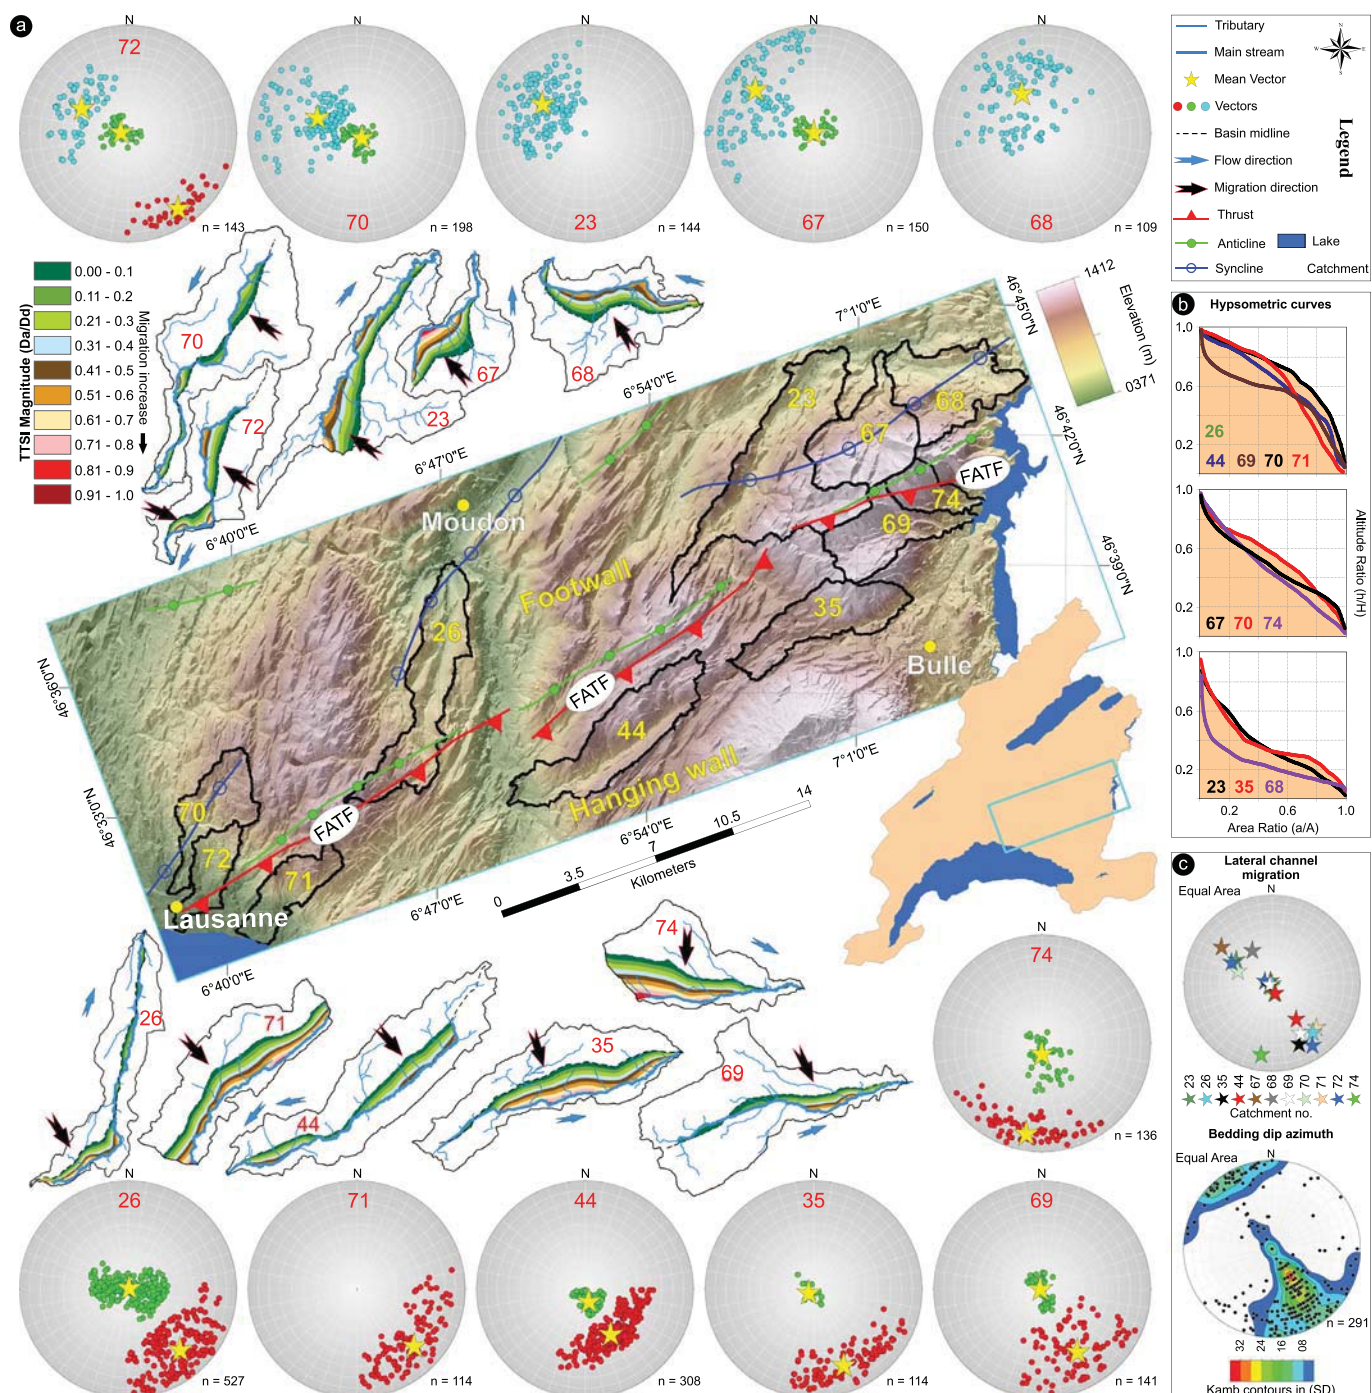 a
N
72
n = 143
N
70
n = 198
N
23
n = 144
N
67
n = 150
N
68
n = 109
Tributary
Main stream
Mean Vector
Vectors
Basin midline
Flow direction
Migration direction
Thrust
Anticline
Lake
Syncline
Catchment
Legend
N
E
S
W
TTSI Magnitude (Da/Dd)
0.00 - 0.1
0.11 - 0.2
0.21 - 0.3
0.31 - 0.4
0.41 - 0.5
0.51 - 0.6
0.61 - 0.7
0.71 - 0.8
0.81 - 0.9
0.91 - 1.0
Migration increase
70
72
23
67
68
1412
Elevation (m)
0371
6°40'0"E
6°47'0"E
6°54'0"E
7°1'0"E
46°45'0"N
46°42'0"N
46°39'0"N
46°36'0"N
46°33'0"N
6°40'0"E
6°47'0"E
6°54'0"E
7°1'0"E
Moudon
Footwall
Hanging wall
Bulle
Lausanne
FATF
FATF
FATF
23
67
68
74
69
35
44
26
70
72
71
0
3.5
7
10.5
14
Kilometers
b
Hypsometric curves
1.0
0.6
0.2
26
44 69 70 71
1.0
0.6
0.2
67 70 74
Altitude Ratio (h/H)
0.6
0.2
23 35 68
0.2 0.6 1.0
Area Ratio (a/A)
c
Lateral channel
migration
Equal Area
N
23 26 35 44 67 68 69 70 71 72 74
Catchment no.
Bedding dip azimuth
Equal Area
N
n = 291
32 24 16 08
Kamb contours in (SD)
26
71
44
35
74
69
N
74
n = 136
N
26
n = 527
N
71
n = 114
N
44
n = 308
N
35
n = 114
N
69
n = 141